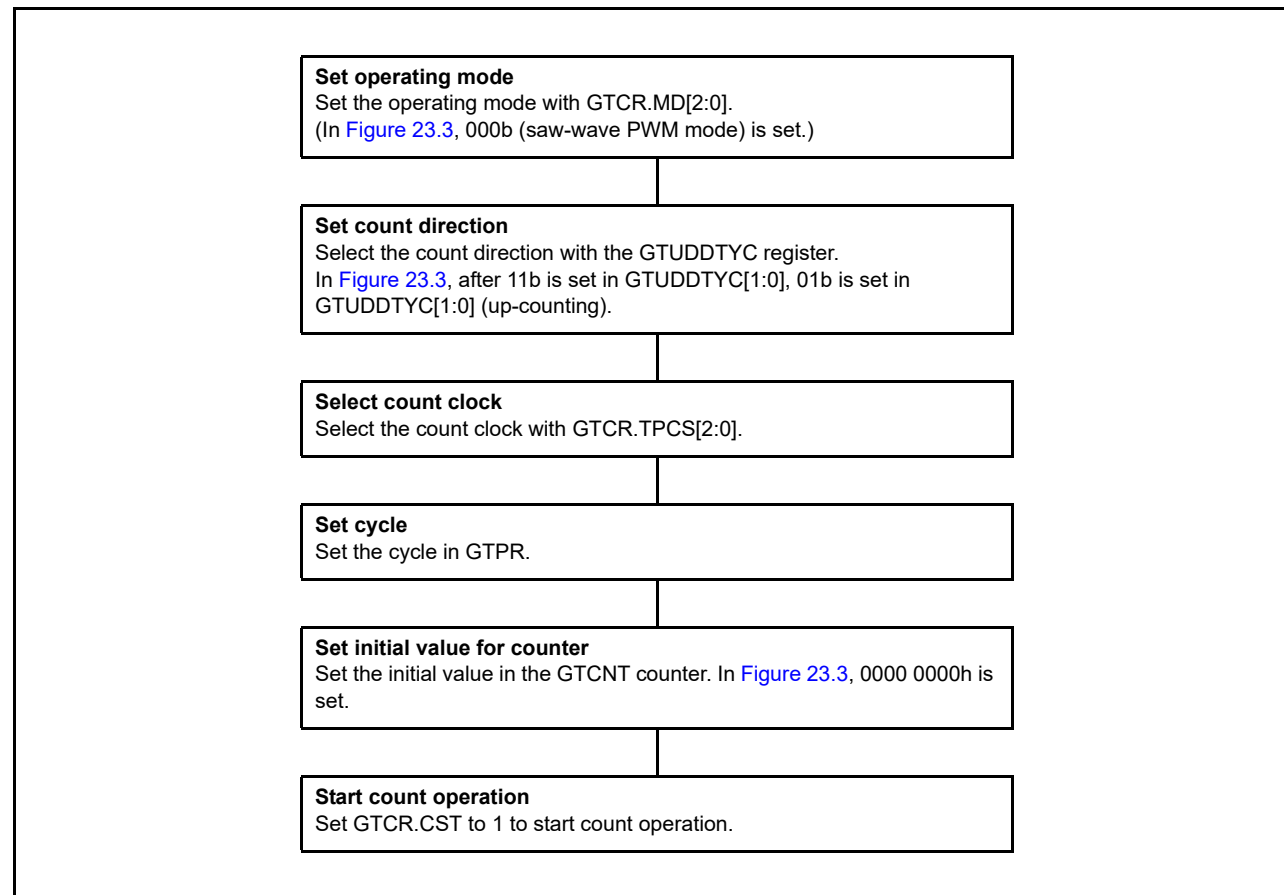 Set operating mode
Set the operating mode with GTCR.MD[2:0].
(In Figure 23.3, 000b (saw-wave PWM mode) is set.)
Set count direction
Select the count direction with the GTUDDTYC register.
In Figure 23.3, after 11b is set in GTUDDTYC[1:0], 01b is set in
GTUDDTYC[1:0] (up-counting).
Select count clock
Select the count clock with GTCR.TPCS[2:0].
Set cycle
Set the cycle in GTPR.
Set initial value for counter
Set the initial value in the GTCNT counter. In Figure 23.3, 0000 0000h is
set.
Start count operation
Set GTCR.CST to 1 to start count operation.